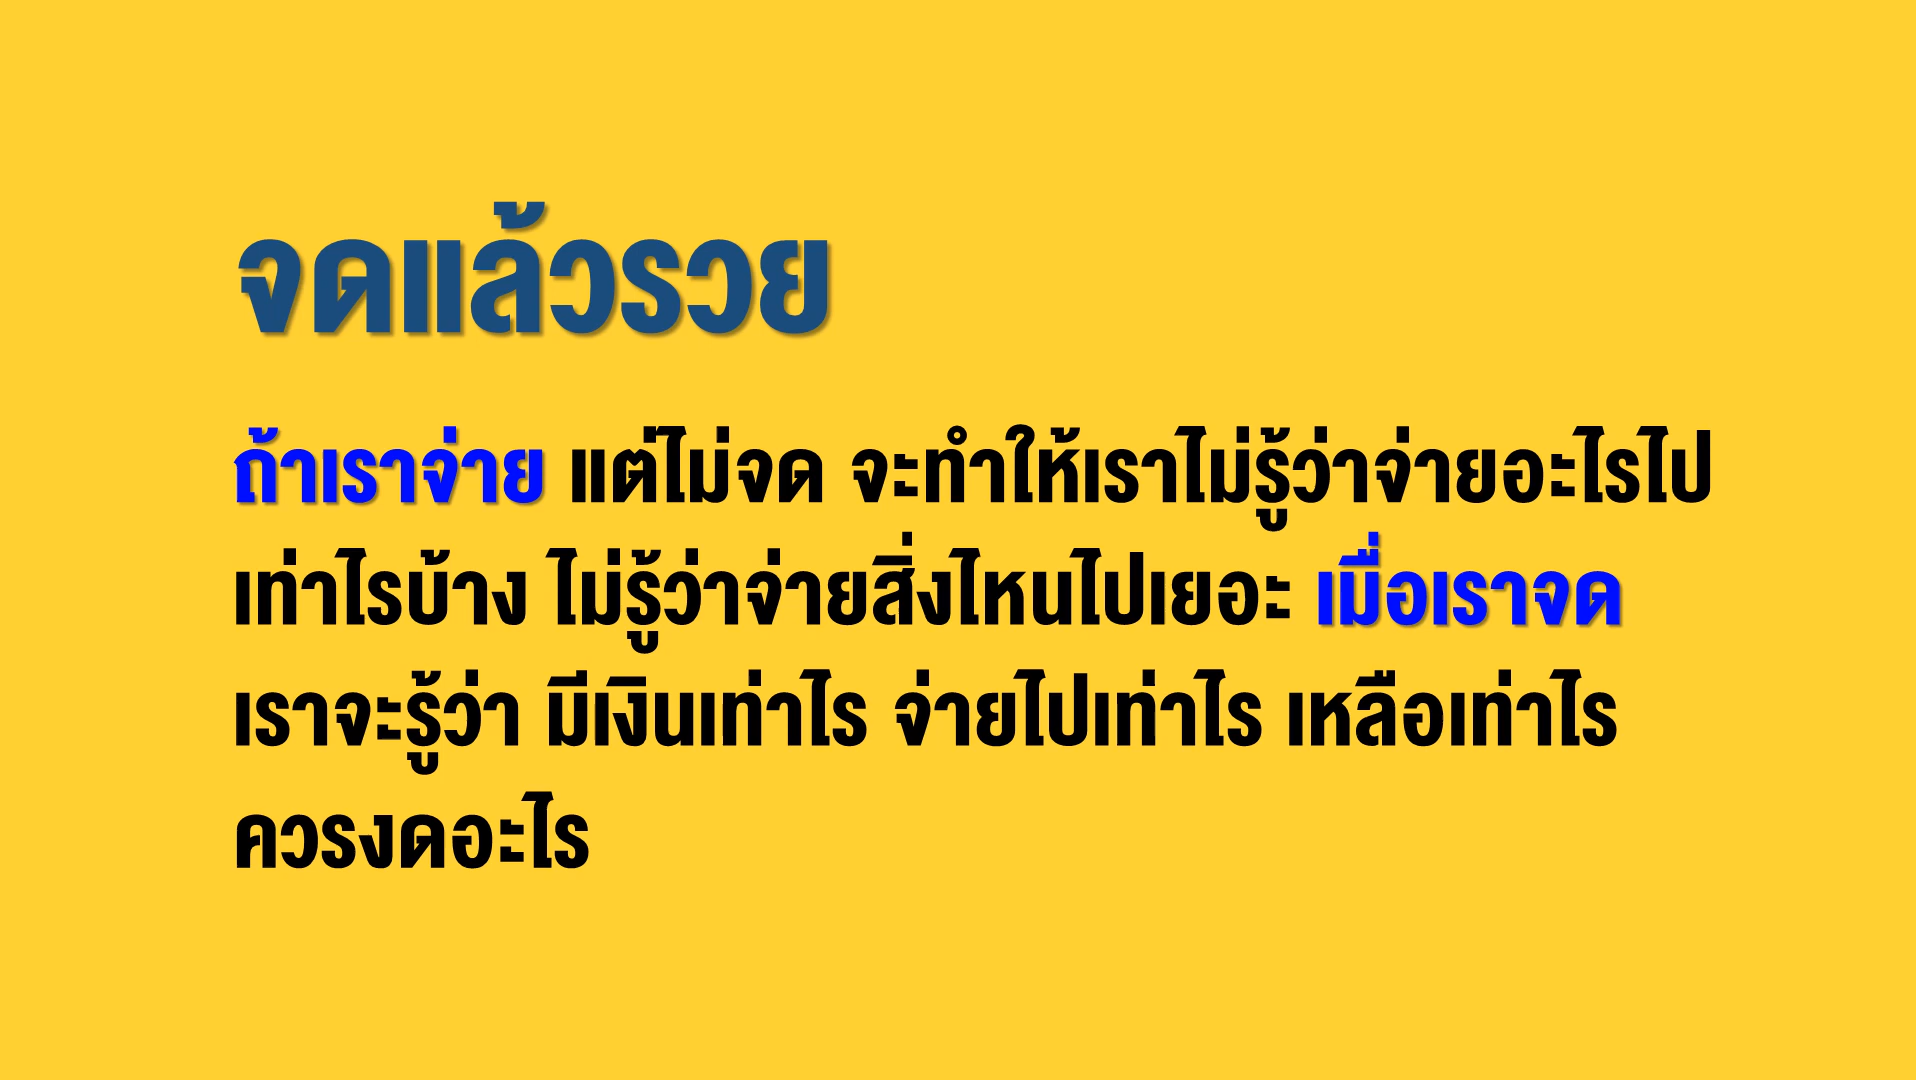 จดแล้วรวย
ถ้าเราจ่าย แต่ไม่จด จะทำให้เราไม่รู้ว่าจ่ายอะไรไป
เท่าไรบ้าง ไม่รู้ว่าจ่ายสิ่งไหนไปเยอะ เมื่อเราจด
เราจะรู้ว่า มีเงินเท่าไร จ่ายไปเท่าไร เหลือเท่าไร
ควรงดอะไร